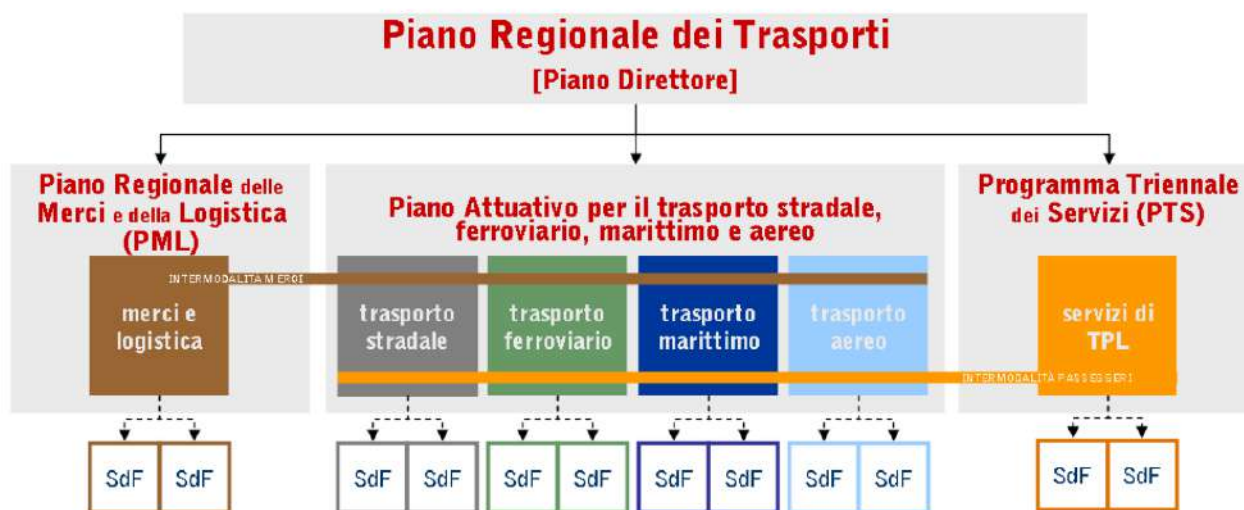 Piano Regionale dei Trasporti
[Piano Direttore]
Piano Regionale delle
Merci e della Logistica
(PML)
Piano Attuativo per il trasporto stradale,
ferroviario, marittimo e aereo
Programma Triennale
dei Servizi (PTS)
INTERMODALITÀ MERCI
merci e
logistica
trasporto
stradale
trasporto
ferroviario
trasporto
marittimo
trasporto
aereo
servizi di
TPL
INTERMODALITÀ PASSEGGERI
SdF SdF SdF SdF SdF SdF SdF SdF SdF SdF SdF SdF